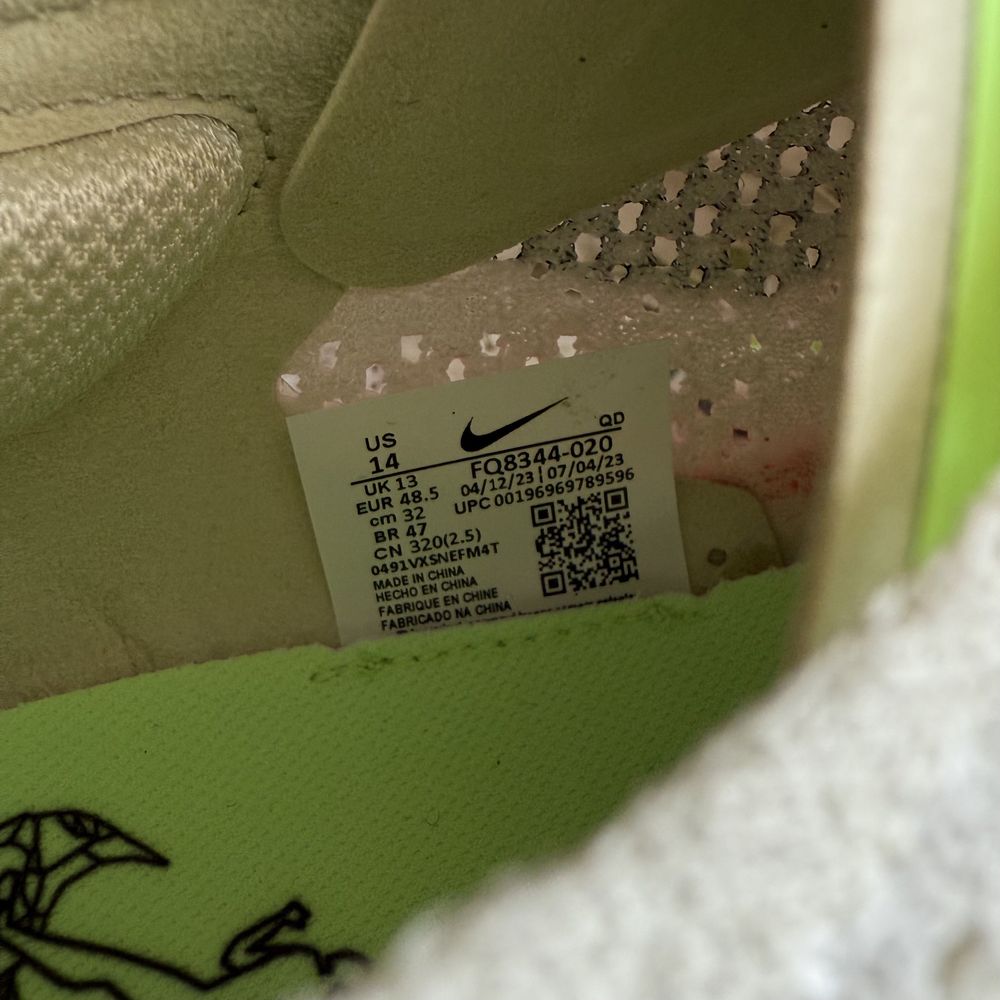 US
14
QD
FQ8344-020
UK 13
04/12/23 | 07/04/23
EUR 48.5
UPC 00196969789596
cm 32
BR 47
CN 320(2.5)
0491VXSNEFM4T
MADE IN CHINA
HECHO EN CHINA
FABRIQUE EN CHINE
FABRICADO NA CHINA